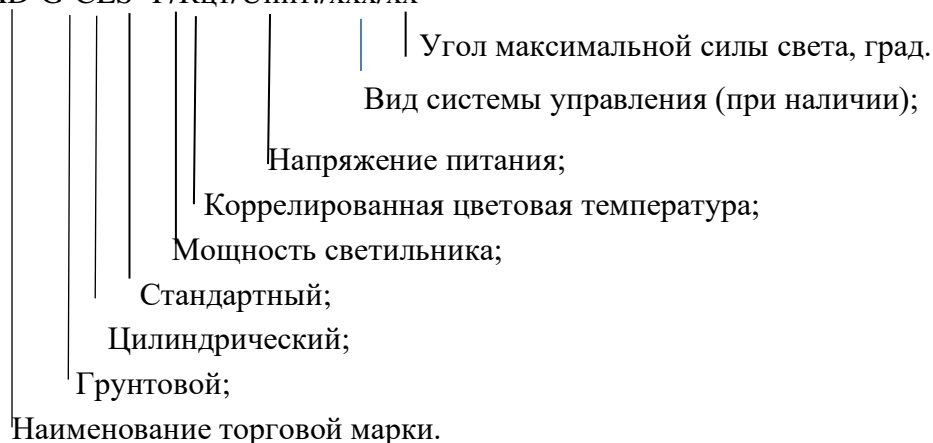 Угол максимальной силы света, град.
Вид системы управления (при наличии);
Напряжение питания;
Коррелированная цветовая температура;
Мощность светильника;
Стандартный;
Цилиндрический;
Грунтовой;
Наименование торговой марки.